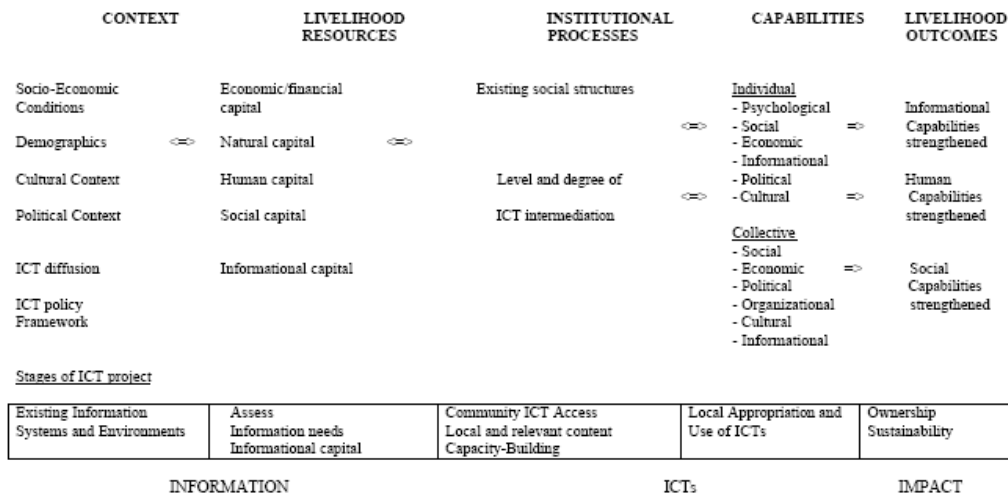 CONTEXT
LIVELIHOOD
RESOURCES
INSTITUTIONAL
PROCESSES
CAPABILITIES
LIVELIHOOD
OUTCOMES
Socio-Economic
Conditions
Demographics <=>
Cultural Context
Political Context
ICT diffusion
ICT policy
Framework
Economic/financial
capital
Natural capital <=>
Human capital
Social capital
Informational capital
Existing social structures
<=>
Level and degree of
<=>
ICT intermediation
Individual
- Psychological
- Social =>
- Economic
- Informational
- Political
- Cultural =>
Collective
- Social
- Economic =>
- Political
- Organizational
- Cultural
- Informational
Informational
Capabilities
strengthened
Human
Capabilities
strengthened
Social
Capabilities
strengthened
Stages of ICT project
Existing Information
Systems and Environments
Assess
Information needs
Informational capital
Community ICT Access
Local and relevant content
Capacity-Building
Local Appropriation and
Use of ICTs
Ownership
Sustainability
INFORMATION
ICTs
IMPACT